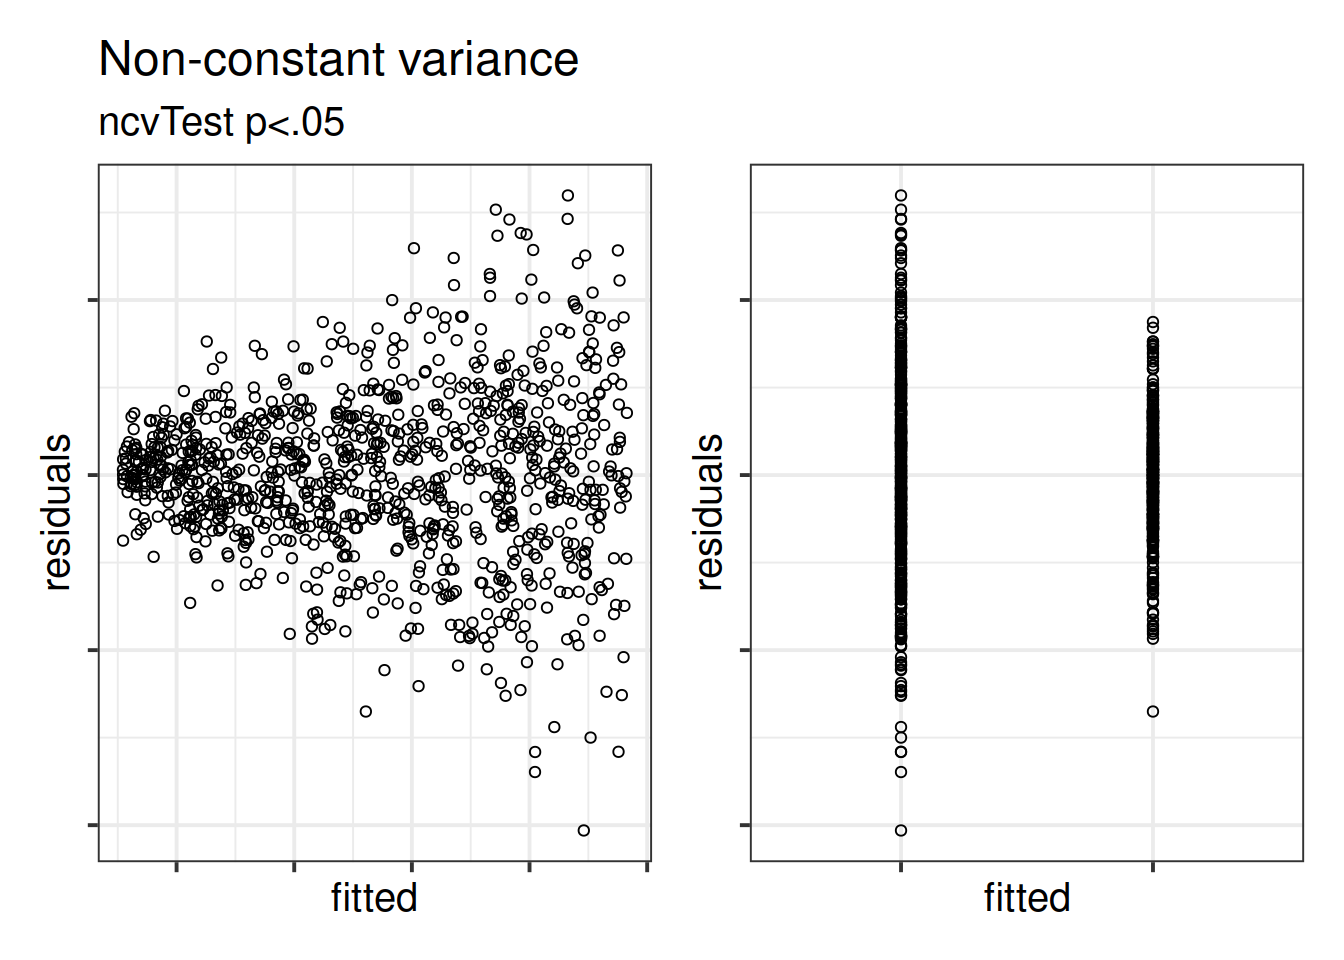 Non-constant variance
ncvTest p<.05
residuals
fitted
residuals
fitted